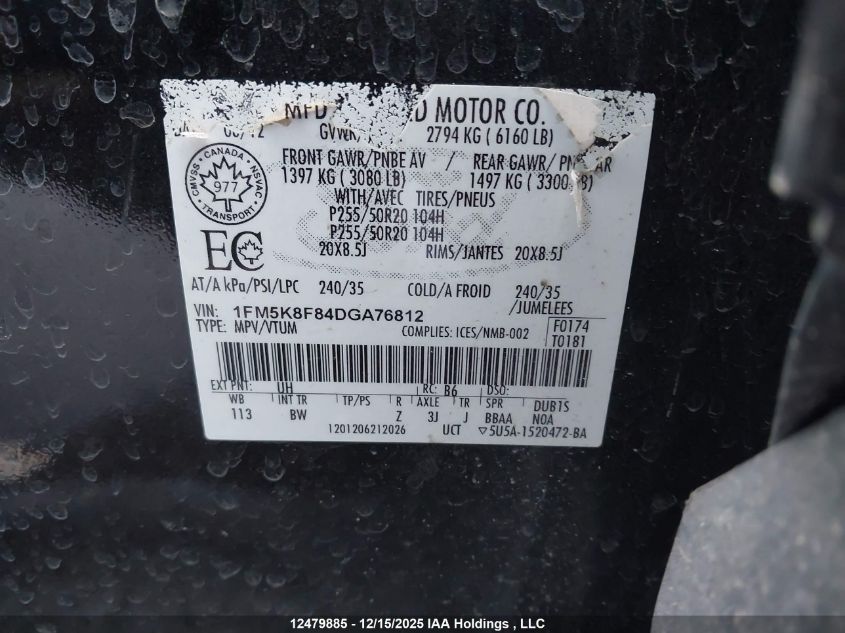 MFD D MOTOR CO.
/12 GVWR/ 2794 KG ( 6160 LB)
FRONT GAWR/PNBE AV / REAR GAWR/ AR
1397 KG ( 3080 LB) 1497 KG ( 3300 LB)
WITH/AVEC TIRES/PNEUS
P255/50R20 104H
P255/50R20 104H
20X8.5J RIMS/JANTES 20X8.5J
CMVSS · CANADA · NSVAC
977
TRANSPORT
EC
AT/A kPa/PSI/LPC 240/35 COLD/A FROID 240/35
/JUMELEES
VIN: 1FM5K8F84DGA76812
TYPE: MPV/VTUM COMPLIES: ICES/NMB-002 F0174
T0181
EXT PNT: UH RC: B6 DSO:
WB INT TR TP/PS R AXLE TR SPR DUBTS
113 BW Z 3J J BBAA N0A
1201206212026 UCT ▽5U5A-1520472-BA
12479885 - 12/15/2025 IAA Holdings , LLC